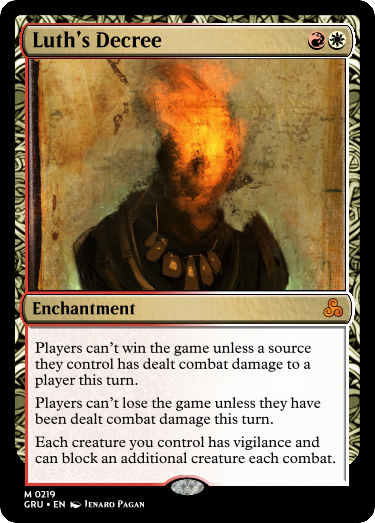 Luth's Decree
Enchantment
Players can't win the game unless a source
they control has dealt combat damage to a
player this turn.
Players can't lose the game unless they have
been dealt combat damage this turn.
Each creature you control has vigilance and
can block an additional creature each combat.
M 0219
GRU • EN Jenaro Pagan